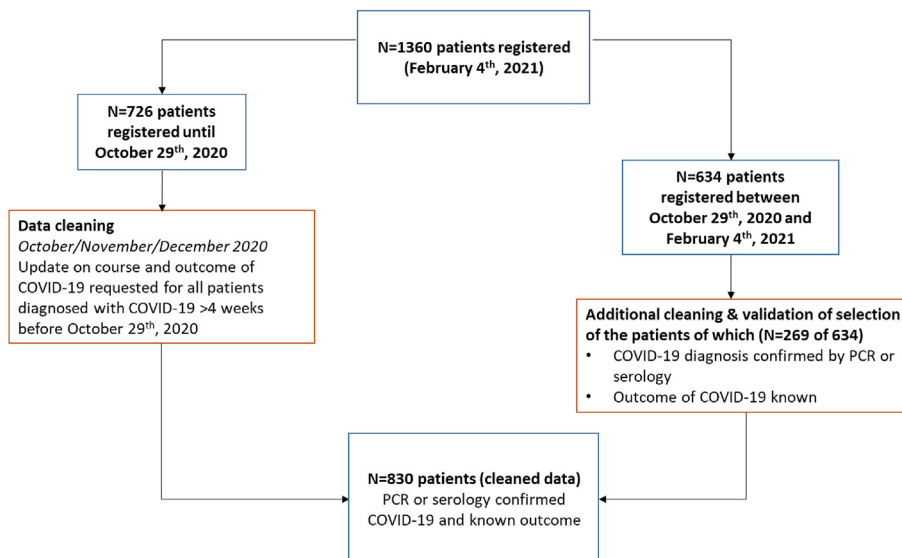 N=1360 patients registered
(February 4th, 2021)
N=726 patients
registered until
October 29th, 2020
N=634 patients
registered between
October 29th, 2020 and
February 4th, 2021
Data cleaning
October/November/December 2020
Update on course and outcome of
COVID-19 requested for all patients
diagnosed with COVID-19 >4 weeks
before October 29th, 2020
Additional cleaning & validation of selection
of the patients of which (N=269 of 634)
• COVID-19 diagnosis confirmed by PCR or
serology
• Outcome of COVID-19 known
N=830 patients (cleaned data)
PCR or serology confirmed
COVID-19 and known outcome